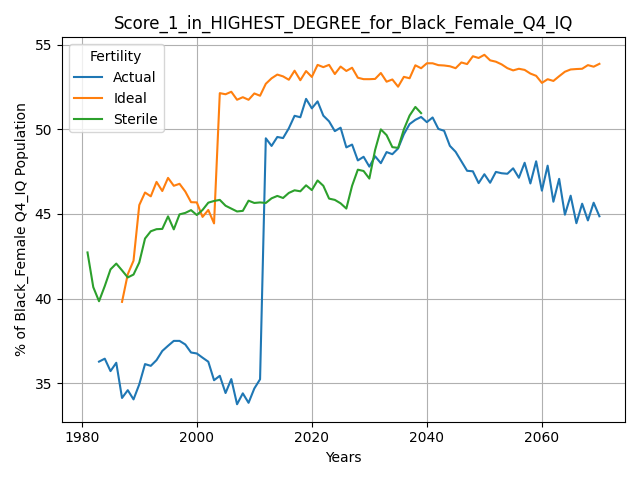 Score_1_in_HIGHEST_DEGREE_for_Black_Female_Q4_IQ
Fertility
Actual
Ideal
Sterile
% of Black_Female Q4_IQ Population
55
50
45
40
35
1980
2000
2020
2040
2060
Years